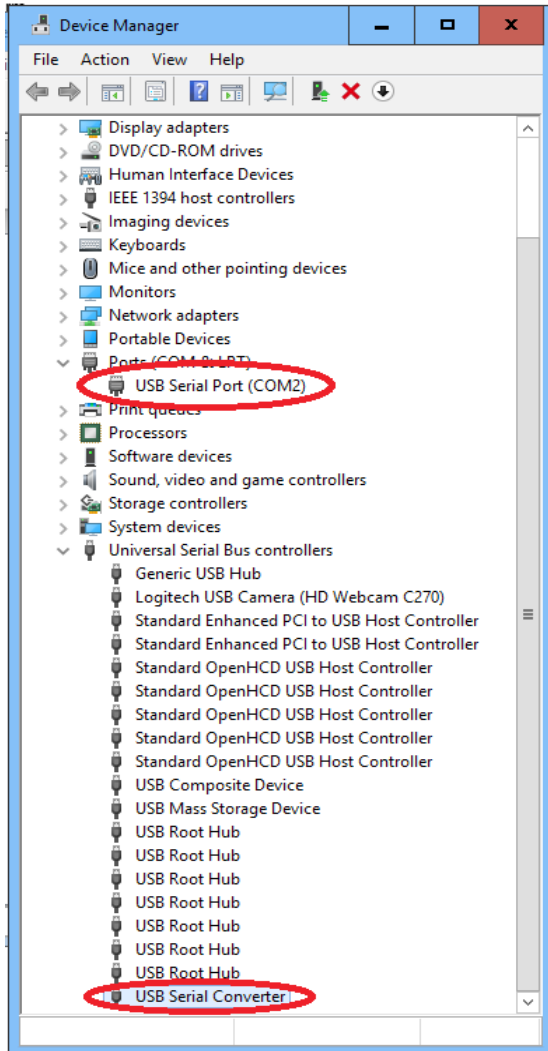 Device Manager
File Action View Help
Display adapters
DVD/CD-ROM drives
Human Interface Devices
IEEE 1394 host controllers
Imaging devices
Keyboards
Mice and other pointing devices
Monitors
Network adapters
Portable Devices
Ports (COM & LPT)
USB Serial Port (COM2)
Print queues
Processors
Software devices
Sound, video and game controllers
Storage controllers
System devices
Universal Serial Bus controllers
Generic USB Hub
Logitech USB Camera (HD Webcam C270)
Standard Enhanced PCI to USB Host Controller
Standard Enhanced PCI to USB Host Controller
Standard OpenHCD USB Host Controller
Standard OpenHCD USB Host Controller
Standard OpenHCD USB Host Controller
Standard OpenHCD USB Host Controller
Standard OpenHCD USB Host Controller
USB Composite Device
USB Mass Storage Device
USB Root Hub
USB Root Hub
USB Root Hub
USB Root Hub
USB Root Hub
USB Root Hub
USB Root Hub
USB Serial Converter